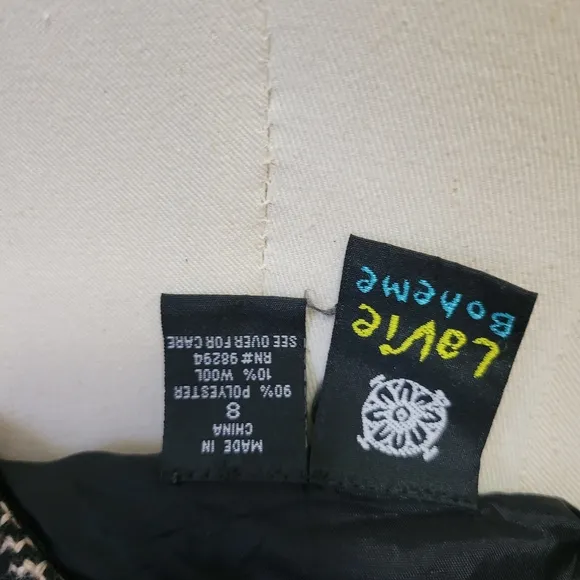 LaVie
Boheme
MADE IN
CHINA
8
90% POLYESTER
10% WOOL
RN# 98294
SEE OVER FOR CARE